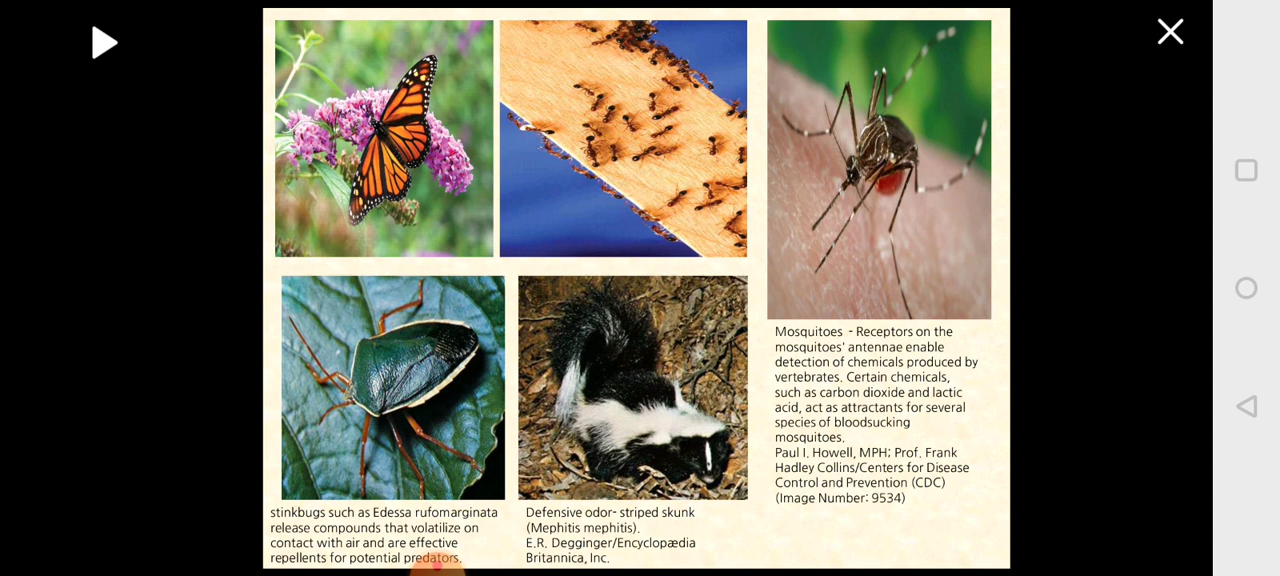 Mosquitoes - Receptors on the
mosquitoes' antennae enable
detection of chemicals produced by
vertebrates. Certain chemicals,
such as carbon dioxide and lactic
acid, act as attractants for several
species of bloodsucking
mosquitoes.
Paul I. Howell, MPH; Prof. Frank
Hadley Collins/Centers for Disease
Control and Prevention (CDC)
(Image Number: 9534)
stinkbugs such as Edessa rufomarginata
release compounds that volatilize on
contact with air and are effective
repellents for potential predators.
Defensive odor- striped skunk
(Mephitis mephitis).
E.R. Degginger/Encyclopædia
Britannica, Inc.